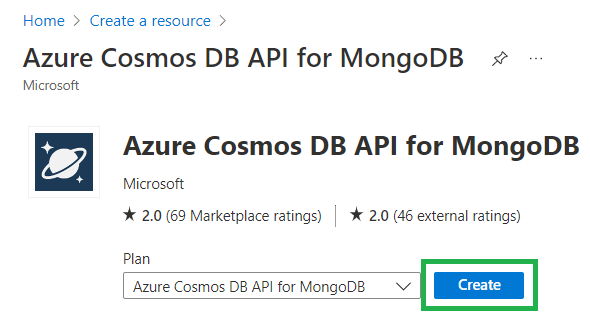 Home > Create a resource >
Azure Cosmos DB API for MongoDB ...
Microsoft
Azure Cosmos DB API for MongoDB
Microsoft
★ 2.0 (69 Marketplace ratings) | ★ 2.0 (46 external ratings)
Plan
Azure Cosmos DB API for MongoDB
Create